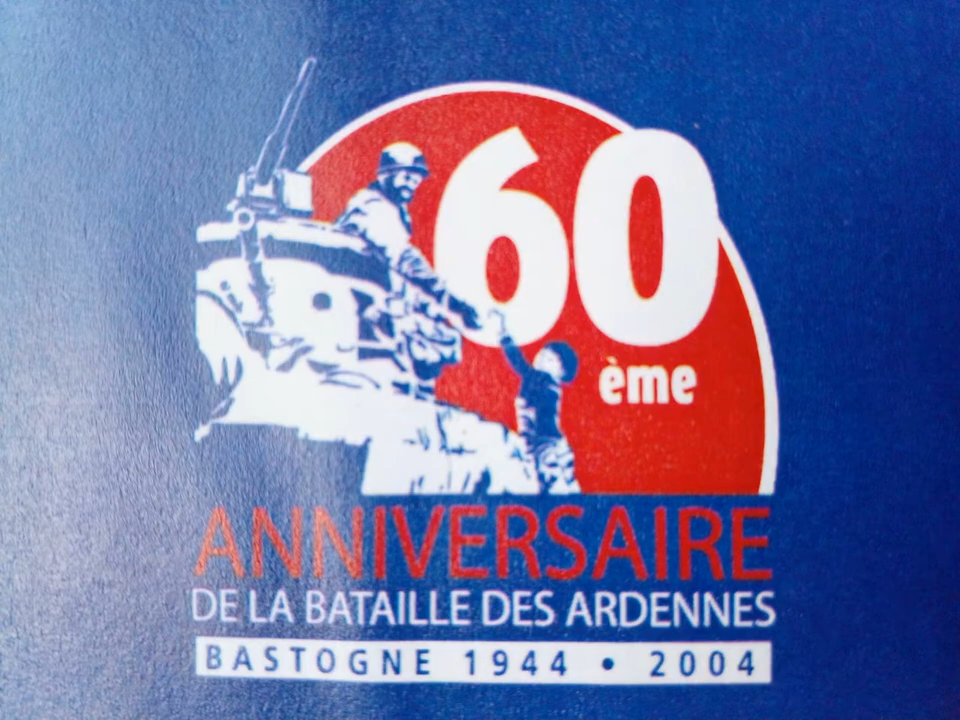 60
ème
ANNIVERSAIRE
DE LA BATAILLE DES ARDENNES
BASTOGNE 1944 • 2004